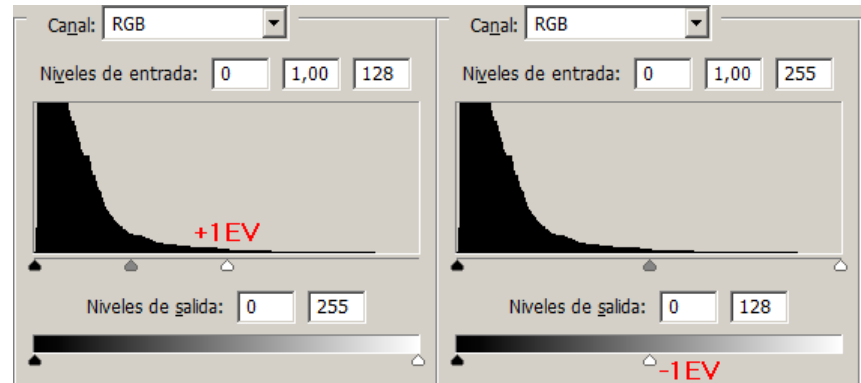 Canal: RGB
Niveles de entrada: 0 1,00 128
+1EV
Niveles de salida: 0 255
Canal: RGB
Niveles de entrada: 0 1,00 255
Niveles de salida: 0 128
-1EV